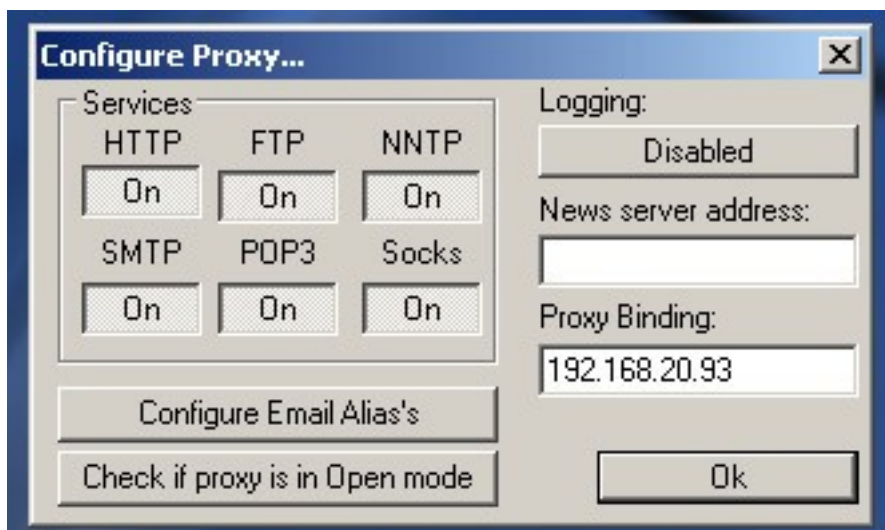 Configure Proxy...
Services
HTTP FTP NNTP
On On On
SMTP POP3 Socks
On On On
Configure Email Alias's
Check if proxy is in Open mode
Logging:
Disabled
News server address:
Proxy Binding:
192.168.20.93
Ok